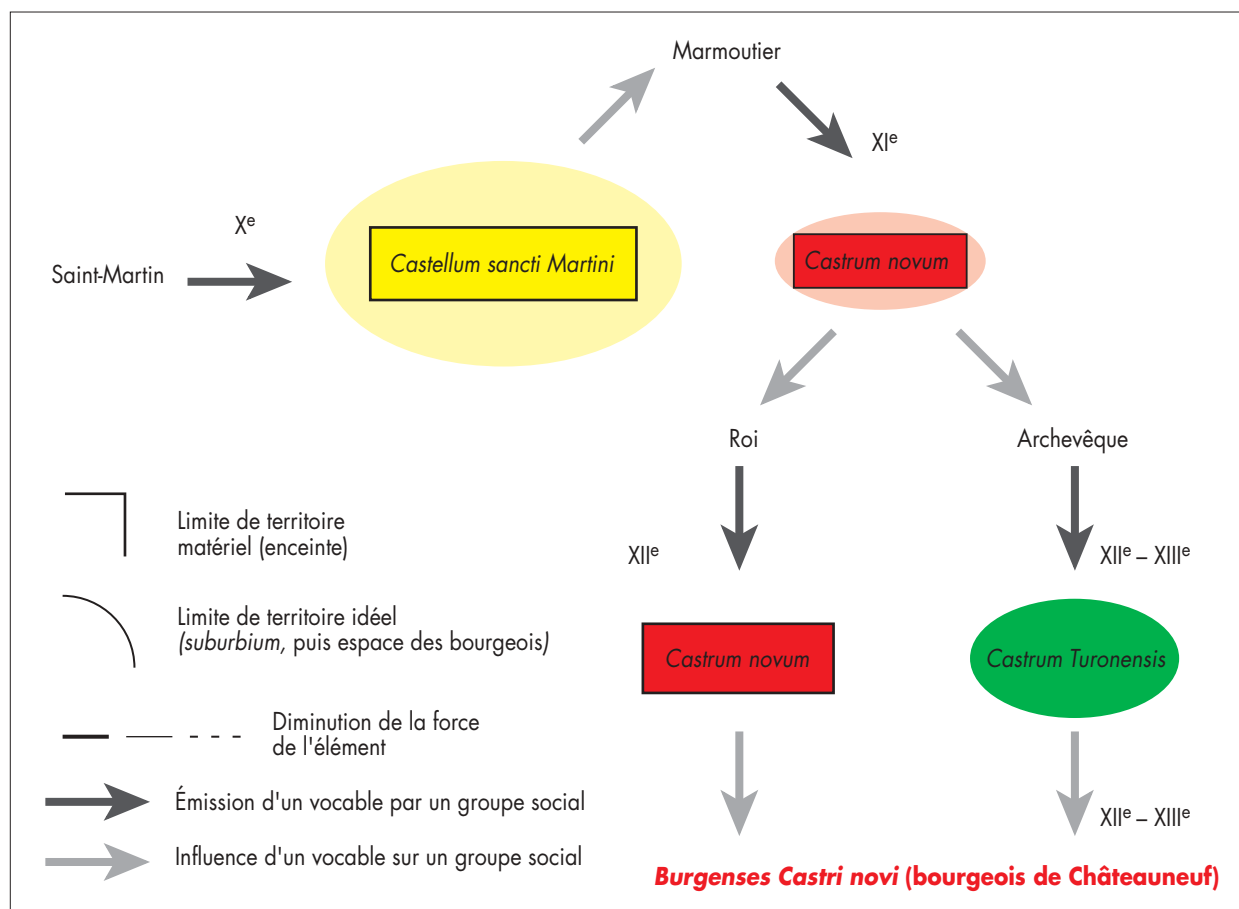 Marmoutier
XIᵉ
Xᵉ
Saint-Martin
Castellum sancti Martini
Castrum novum
Roi
Archevêque
XIIᵉ
XIIᵉ – XIIIᵉ
Castrum novum
Castrum Turonensis
XIIᵉ – XIIIᵉ
Burgenses Castri novi (bourgeois de Châteauneuf)
Limite de territoire
matériel (enceinte)
Limite de territoire idéel
(suburbium, puis espace des bourgeois)
Diminution de la force
de l'élément
Émission d'un vocable par un groupe social
Influence d'un vocable sur un groupe social